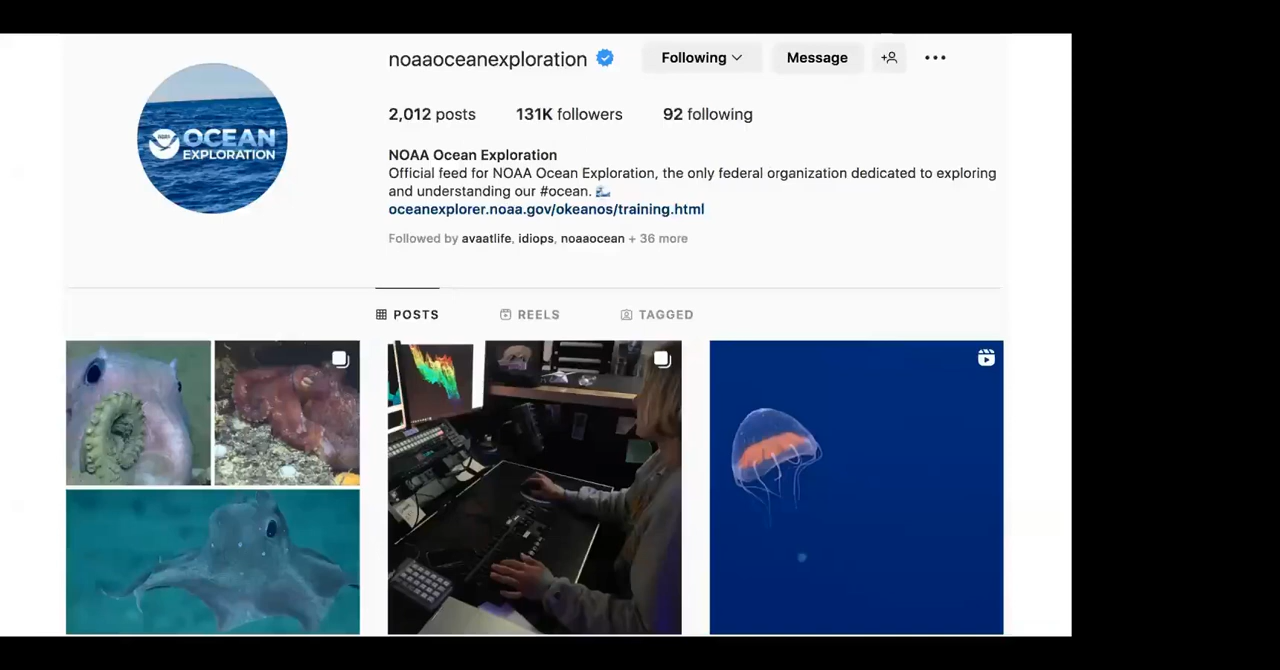 noaaoceanexploration
Following
Message
2,012 posts
131K followers
92 following
NOAA
OCEAN
EXPLORATION
NOAA Ocean Exploration
Official feed for NOAA Ocean Exploration, the only federal organization dedicated to exploring
and understanding our #ocean. 🌊
oceanexplorer.noaa.gov/okeanos/training.html
Followed by avaatlife, idiops, noaaocean + 36 more
POSTS
REELS
TAGGED